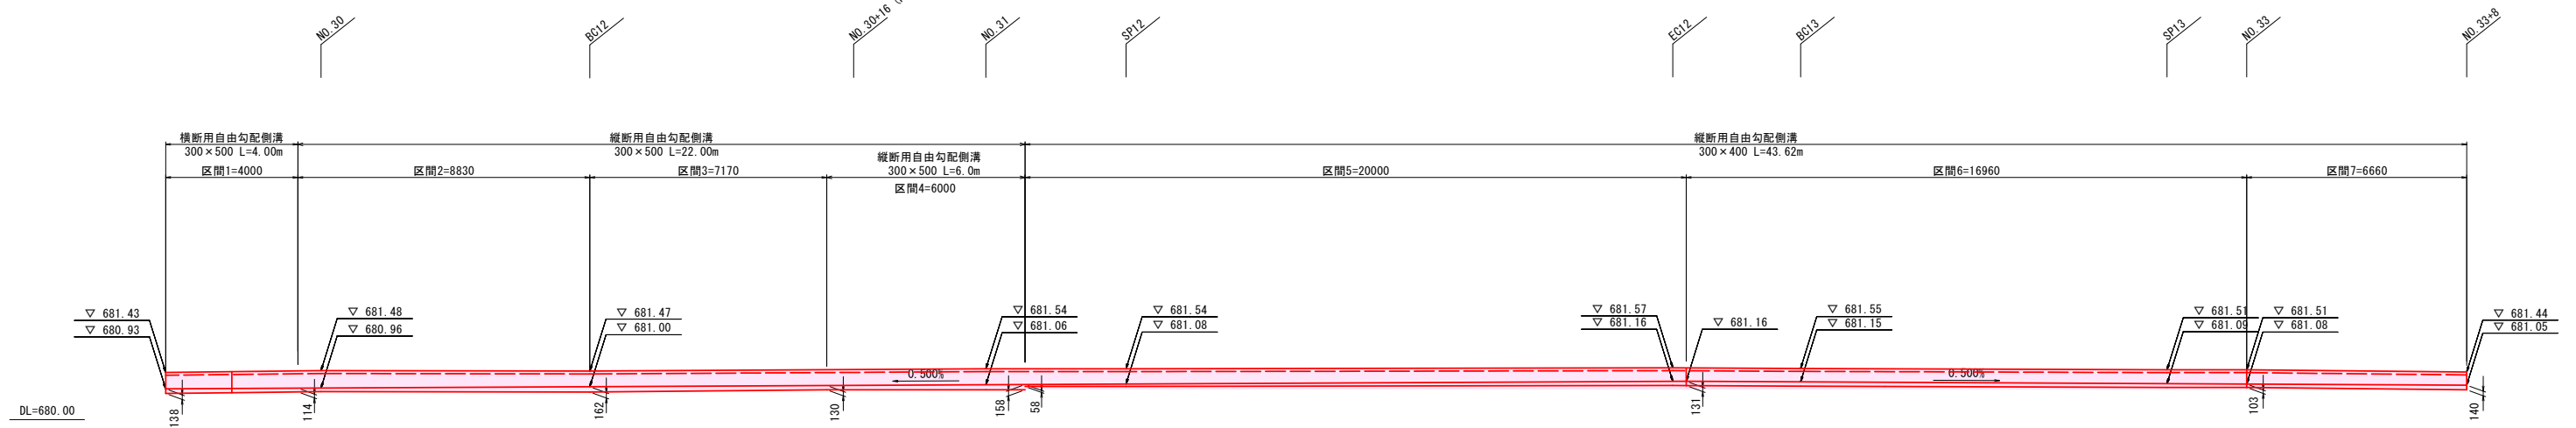 NO.30
BC12
NO.30+16
NO.31
SP12
EC12
BC13
SP13
NO.33
NO.33+8
横断用自由勾配側溝
300×500 L=4.00m
縦断用自由勾配側溝
300×500 L=22.00m
縦断用自由勾配側溝
300×400 L=43.62m
縦断用自由勾配側溝
300×500 L=6.0m
区間1=4000
区間2=8830
区間3=7170
区間4=6000
区間5=20000
区間6=16960
区間7=6660
▽ 681.43
▽ 680.93
▽ 681.48
▽ 680.96
▽ 681.47
▽ 681.00
▽ 681.54
▽ 681.06
▽ 681.54
▽ 681.08
▽ 681.57
▽ 681.16
▽ 681.16
▽ 681.55
▽ 681.15
▽ 681.51
▽ 681.09
▽ 681.51
▽ 681.08
▽ 681.44
▽ 681.05
0.500%
0.500%
DL=680.00
138
114
162
130
158
58
131
103
140